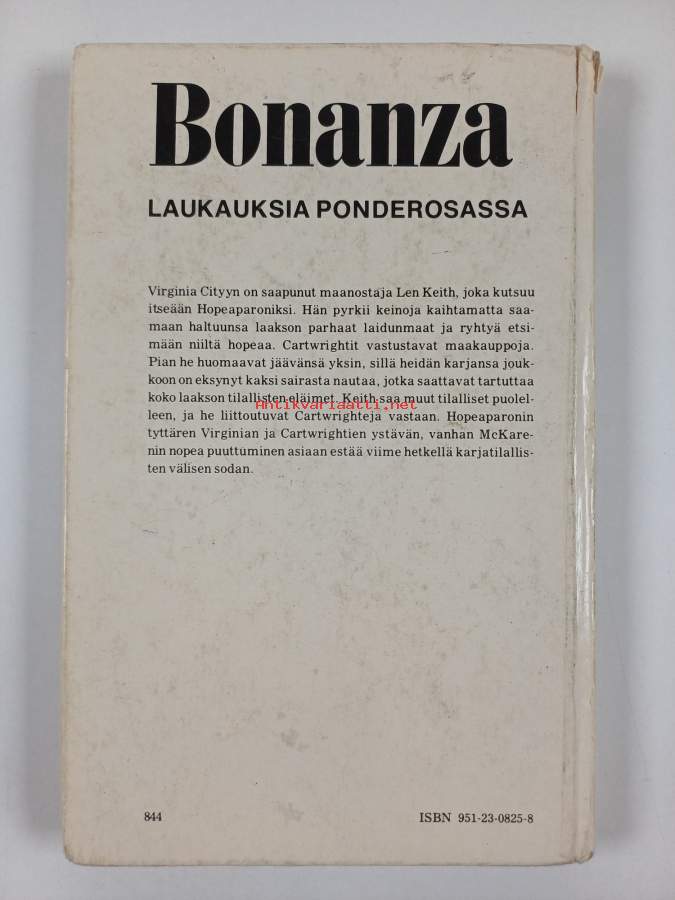 Bonanza
LAUKAUKSIA PONDEROSASSA
Virginia Cityyn on saapunut maanostaja Len Keith, joka kutsuu
itseään Hopeaparoniksi. Hän pyrkii keinoja kaihtamatta saa-
maan haltuunsa laakson parhaat laidunmaat ja ryhtyä etsi-
mään niiltä hopeaa. Cartwrightit vastustavat maakauppoja.
Pian he huomaavat jäävänsä yksin, sillä heidän karjansa jouk-
koon on eksynyt kaksi sairasta nautaa, jotka saattavat tartuttaa
koko laakson tilallisten eläimet. Keith saa muut tilalliset puolel-
Antikvariaatti.net
leen, ja he liittoutuvat Cartwrightejä vastaan. Hopeaparonin
tyttären Virginian ja Cartwrightien ystävän, vanhan McKare-
nin nopea puuttuminen asiaan estää viime hetkellä karjatilallis-
ten välisen sodan.
844
ISBN 951-23-0825-8